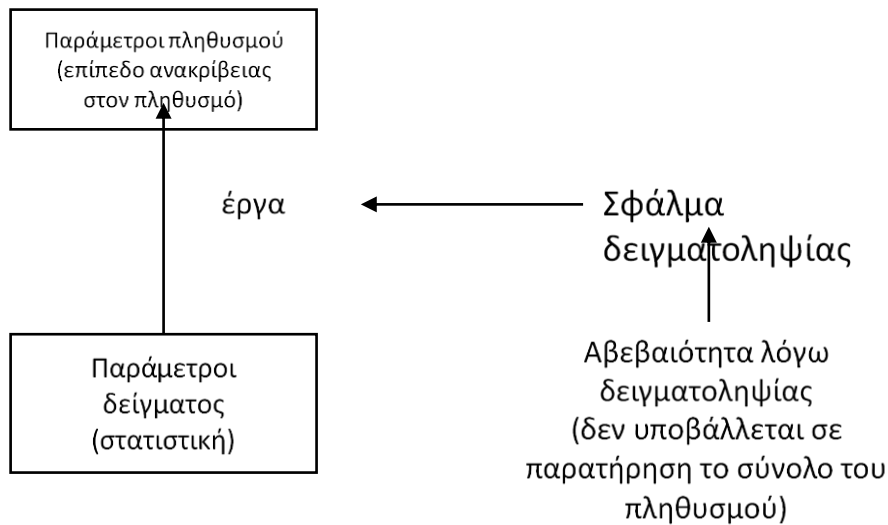 Παράμετροι πληθυσμού
(επίπεδο ανακρίβειας
στον πληθυσμό)
έργα
Σφάλμα
δειγματοληψίας
Παράμετροι
δείγματος
(στατιστική)
Αβεβαιότητα λόγω
δειγματοληψίας
(δεν υποβάλλεται σε
παρατήρηση το σύνολο του
πληθυσμού)